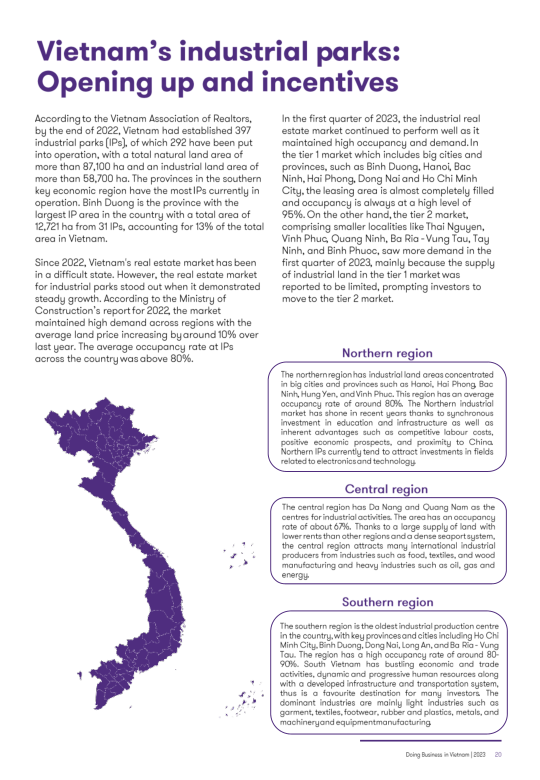 Vietnam's industrial parks:
Opening up and incentives
According to the Vietnam Association of Realtors,
by the end of 2022, Vietnam had established 397
industrial parks (IPs), of which 292 have been put
into operation, with a total natural land area of
more than 87,100 ha and an industrial land area of
more than 58,700 ha. The provinces in the southern
key economic region have the most IPs currently in
operation. Binh Duong is the province with the
largest IP area in the country with a total area of
12,721 ha from 31 IPs, accounting for 13% of the total
area in Vietnam.
Since 2022, Vietnam's real estate market has been
in a difficult state. However, the real estate market
for industrial parks stood out when it demonstrated
steady growth. According to the Ministry of
Construction's report for 2022, the market
maintained high demand across regions with the
average land price increasing by around 10% over
last year. The average occupancy rate at IPs
across the country was above 80%.
In the first quarter of 2023, the industrial real
estate market continued to perform well as it
maintained high occupancy and demand. In
the tier 1 market which includes big cities and
provinces, such as Binh Duong, Hanoi, Bac
Ninh, Hai Phong, Dong Nai and Ho Chi Minh
City, the leasing area is almost completely filled
and occupancy is always at a high level of
95%. On the other hand, the tier 2 market,
comprising smaller localities like Thai Nguyen,
Vinh Phuc, Quang Ninh, Ba Ria - Vung Tau, Tay
Ninh, and Binh Phuoc, saw more demand in the
first quarter of 2023, mainly because the supply
of industrial land in the tier 1 market was
reported to be limited, prompting investors to
move to the tier 2 market.
Northern region
The northern region has industrial land areas concentrated
in big cities and provinces such as Hanoi, Hai Phong, Bac
Ninh, Hung Yen, and Vinh Phuc. This region has an average
occupancy rate of around 80%. The Northern industrial
market has shone in recent years thanks to synchronous
investment in education and infrastructure as well as
inherent advantages such as competitive labour costs,
positive economic prospects, and proximity to China.
Northern IPs currently tend to attract investments in fields
related to electronics and technology.
Central region
The central region has Da Nang and Quang Nam as the
centres for industrial activities. The area has an occupancy
rate of about 67%. Thanks to a large supply of land with
lower rents than other regions and a dense seaport system,
the central region attracts many international industrial
producers from industries such as food, textiles, and wood
manufacturing and heavy industries such as oil, gas and
energy.
Southern region
The southern region is the oldest industrial production centre
in the country, with key provinces and cities including Ho Chi
Minh City, Binh Duong, Dong Nai, Long An, and Ba Ria - Vung
Tau. The region has a high occupancy rate of around 80-
90%. South Vietnam has bustling economic and trade
activities, dynamic and progressive human resources along
with a developed infrastructure and transportation system,
thus is a favourite destination for many investors. The
dominant industries are mainly light industries such as
garment, textiles, footwear, rubber and plastics, metals, and
machinery and equipment manufacturing.
Doing Business in Vietnam | 2023 20